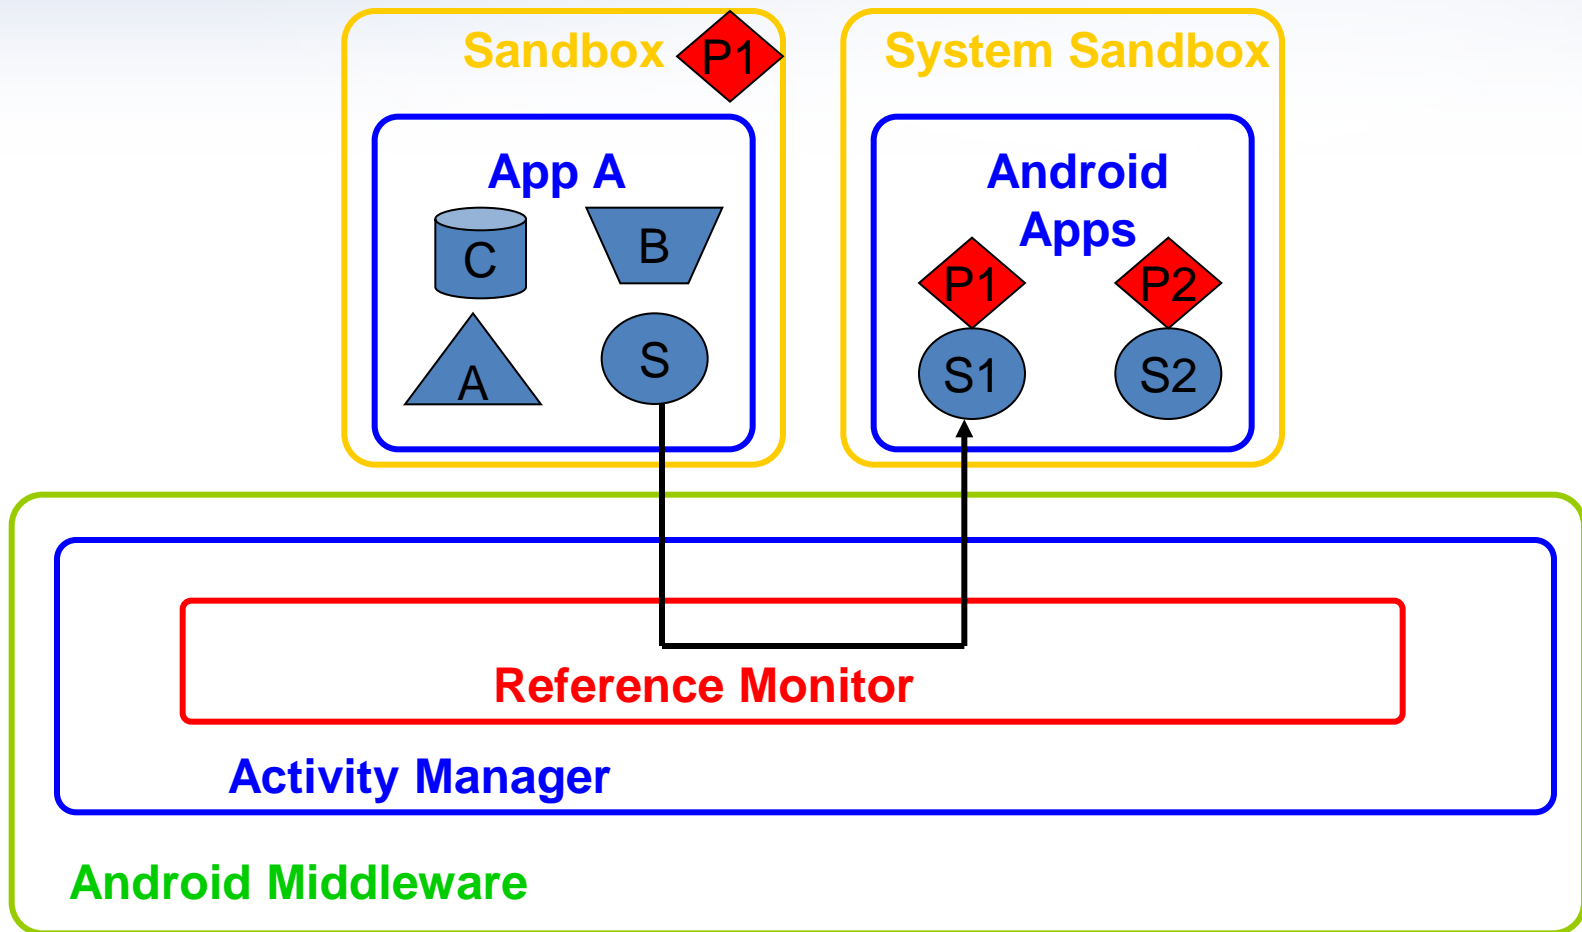 Sandbox P1
System Sandbox
App A
C
B
A
S
Android
Apps
P1
P2
S1
S2
Reference Monitor
Activity Manager
Android Middleware